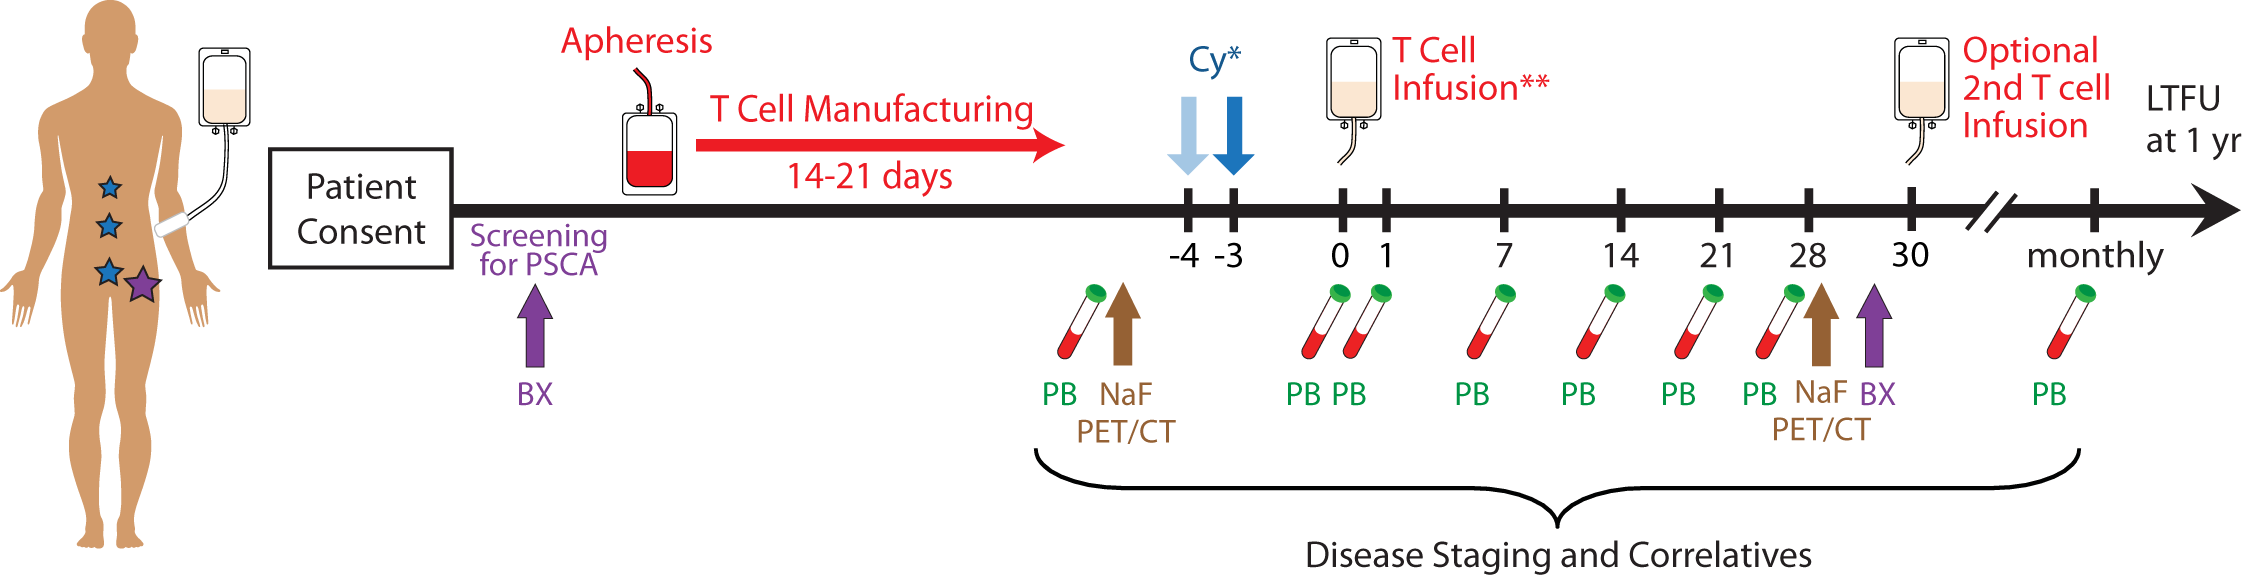 Apheresis
T Cell Manufacturing
14-21 days
Cy*
T Cell
Infusion**
Optional
2nd T cell
Infusion
LTFU
at 1 yr
Patient
Consent
Screening
for PSCA
BX
-4 -3 0 1 7 14 21 28 30 monthly
PB NaF PB PB PB PB PB PB NaF BX PB
PET/CT PET/CT
Disease Staging and Correlatives